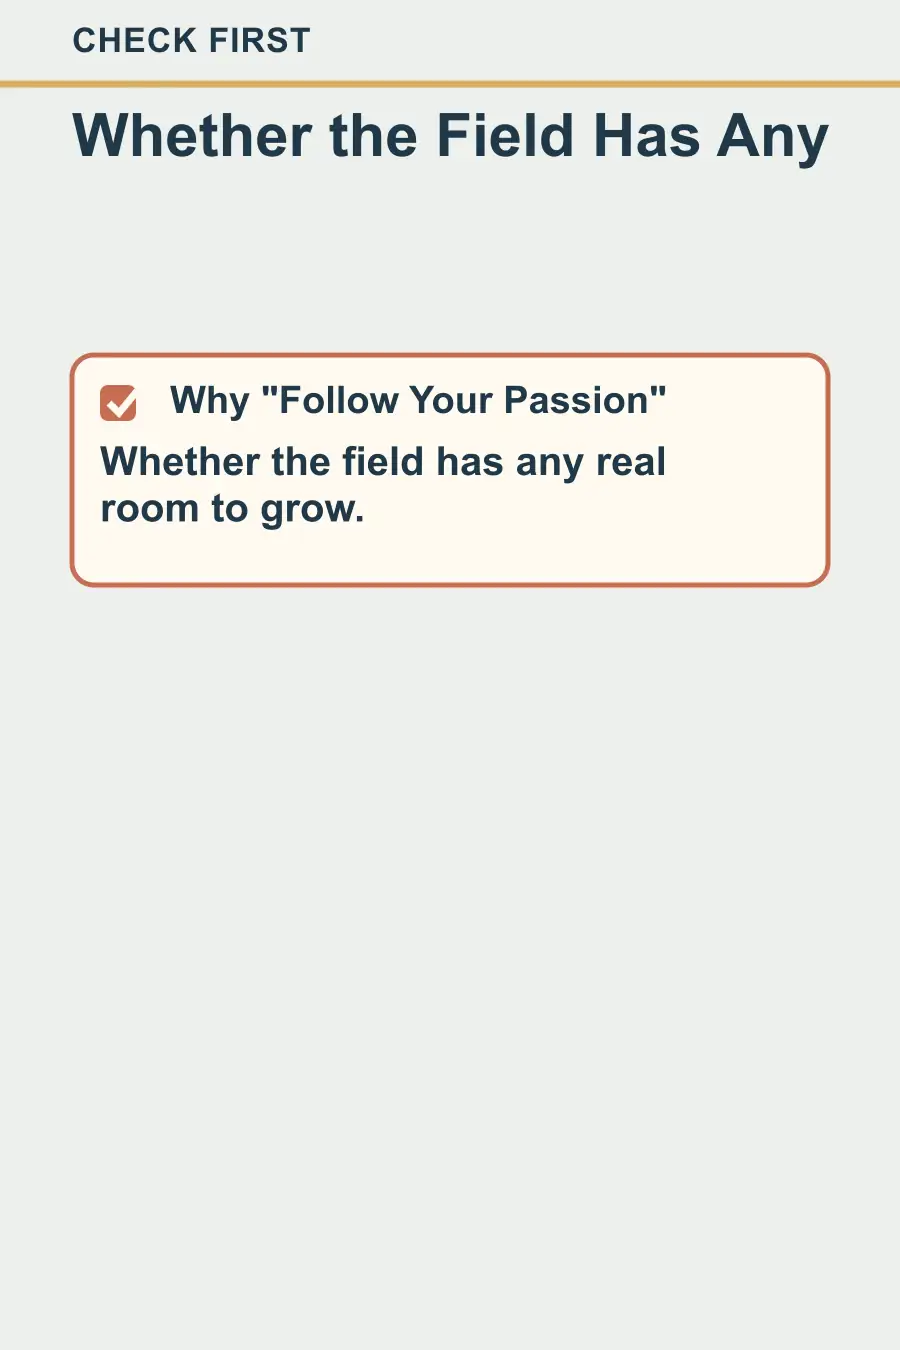 CHECK FIRST
Whether the Field Has Any
Why "Follow Your Passion"
Whether the field has any real
room to grow.